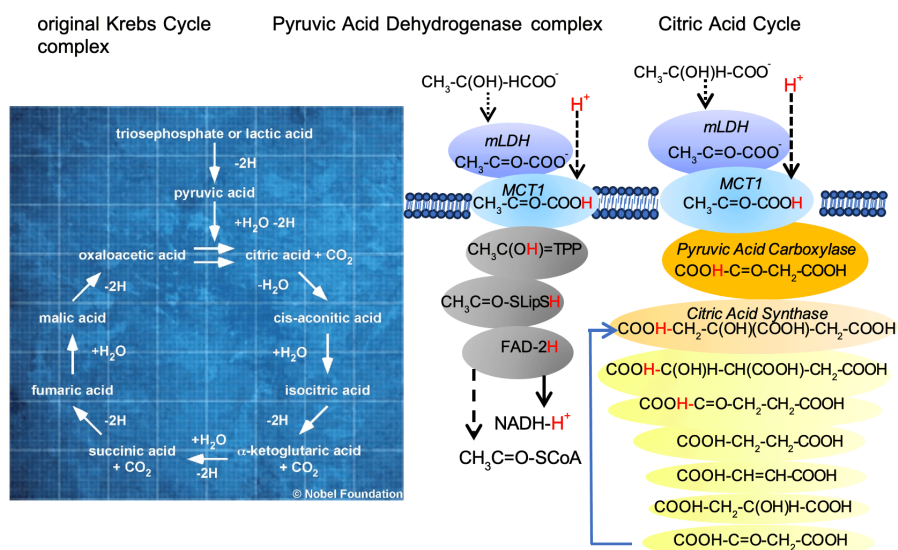 original Krebs Cycle
complex
Pyruvic Acid Dehydrogenase complex
Citric Acid Cycle
triosephosphate or lactic acid
-2H
pyruvic acid
+H₂O -2H
oxaloacetic acid
citric acid + CO₂
-2H
-H₂O
malic acid
cis-aconitic acid
+H₂O
+H₂O
fumaric acid
isocitric acid
-2H
-2H
+H₂O
succinic acid
+ CO₂
α-ketoglutaric acid
+ CO₂
-2H
© Nobel Foundation
CH₃-C(OH)-HCOO⁻
H⁺
mLDH
CH₃-C=O-COO⁻
MCT1
CH₃-C=O-COOH
CH₃C(OH)=TPP
CH₃C=O-SLipSH
FAD-2H
NADH-H⁺
CH₃C=O-SCoA
CH₃-C(OH)H-COO⁻
H⁺
mLDH
CH₃-C=O-COO⁻
MCT1
CH₃-C=O-COOH
Pyruvic Acid Carboxylase
COOH-C=O-CH₂-COOH
Citric Acid Synthase
COOH-CH₂-C(OH)(COOH)-CH₂-COOH
COOH-C(OH)H-CH(COOH)-CH₂-COOH
COOH-C=O-CH₂-CH₂-COOH
COOH-CH₂-CH₂-COOH
COOH-CH=CH-COOH
COOH-CH₂-C(OH)H-COOH
COOH-C=O-CH₂-COOH